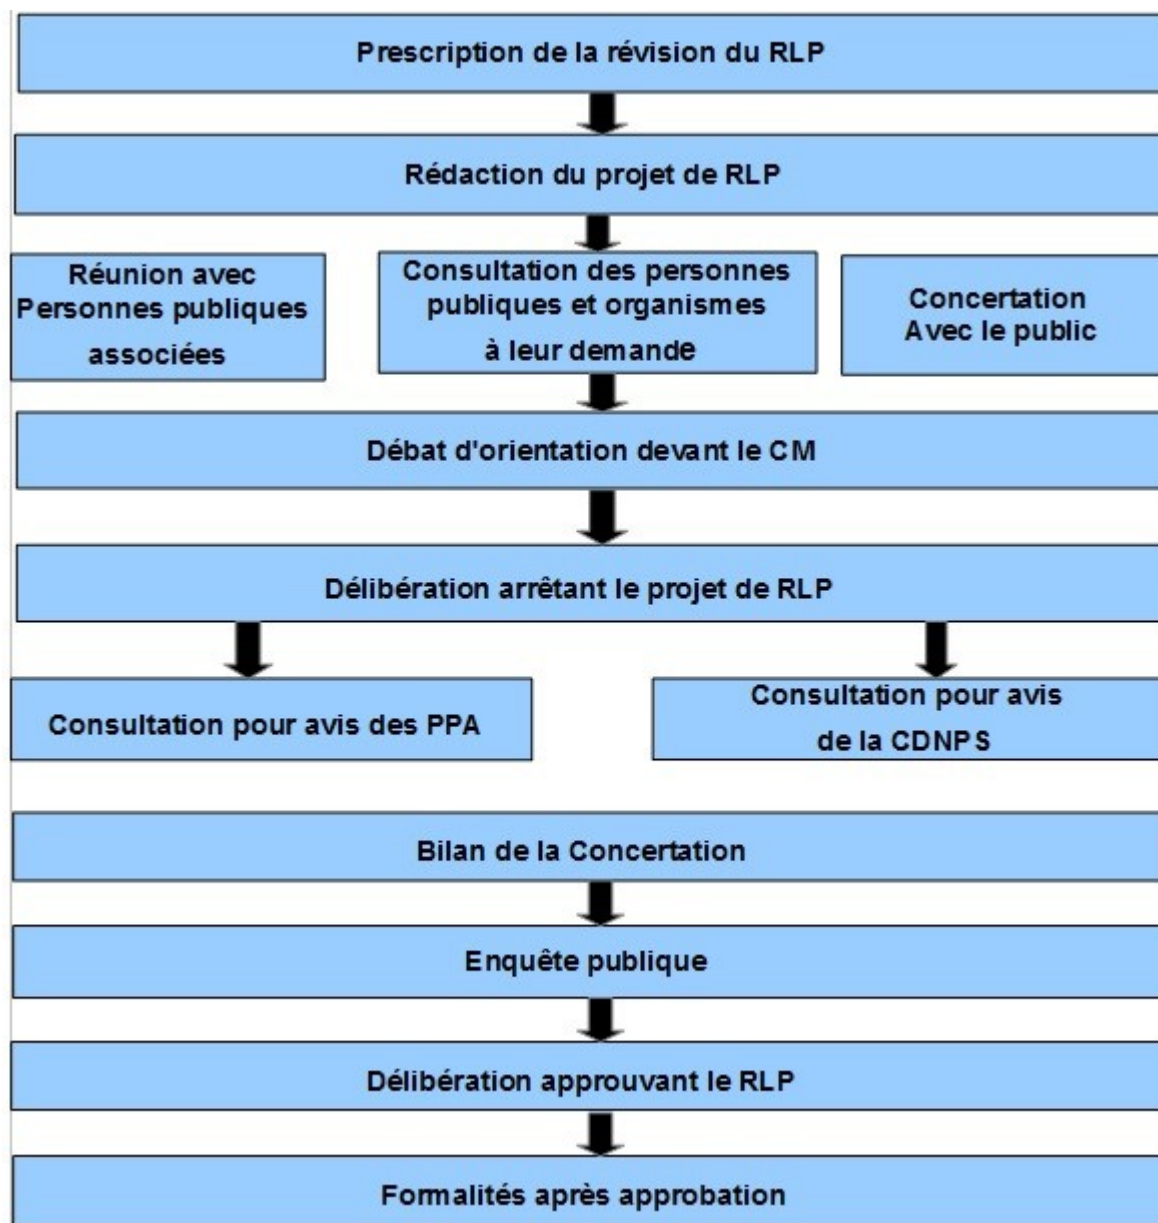 Prescription de la révision du RLP
Rédaction du projet de RLP
Réunion avec
Personnes publiques
associées
Consultation des personnes
publiques et organismes
à leur demande
Concertation
Avec le public
Débat d'orientation devant le CM
Délibération arrêtant le projet de RLP
Consultation pour avis des PPA
Consultation pour avis
de la CDNPS
Bilan de la Concertation
Enquête publique
Délibération approuvant le RLP
Formalités après approbation